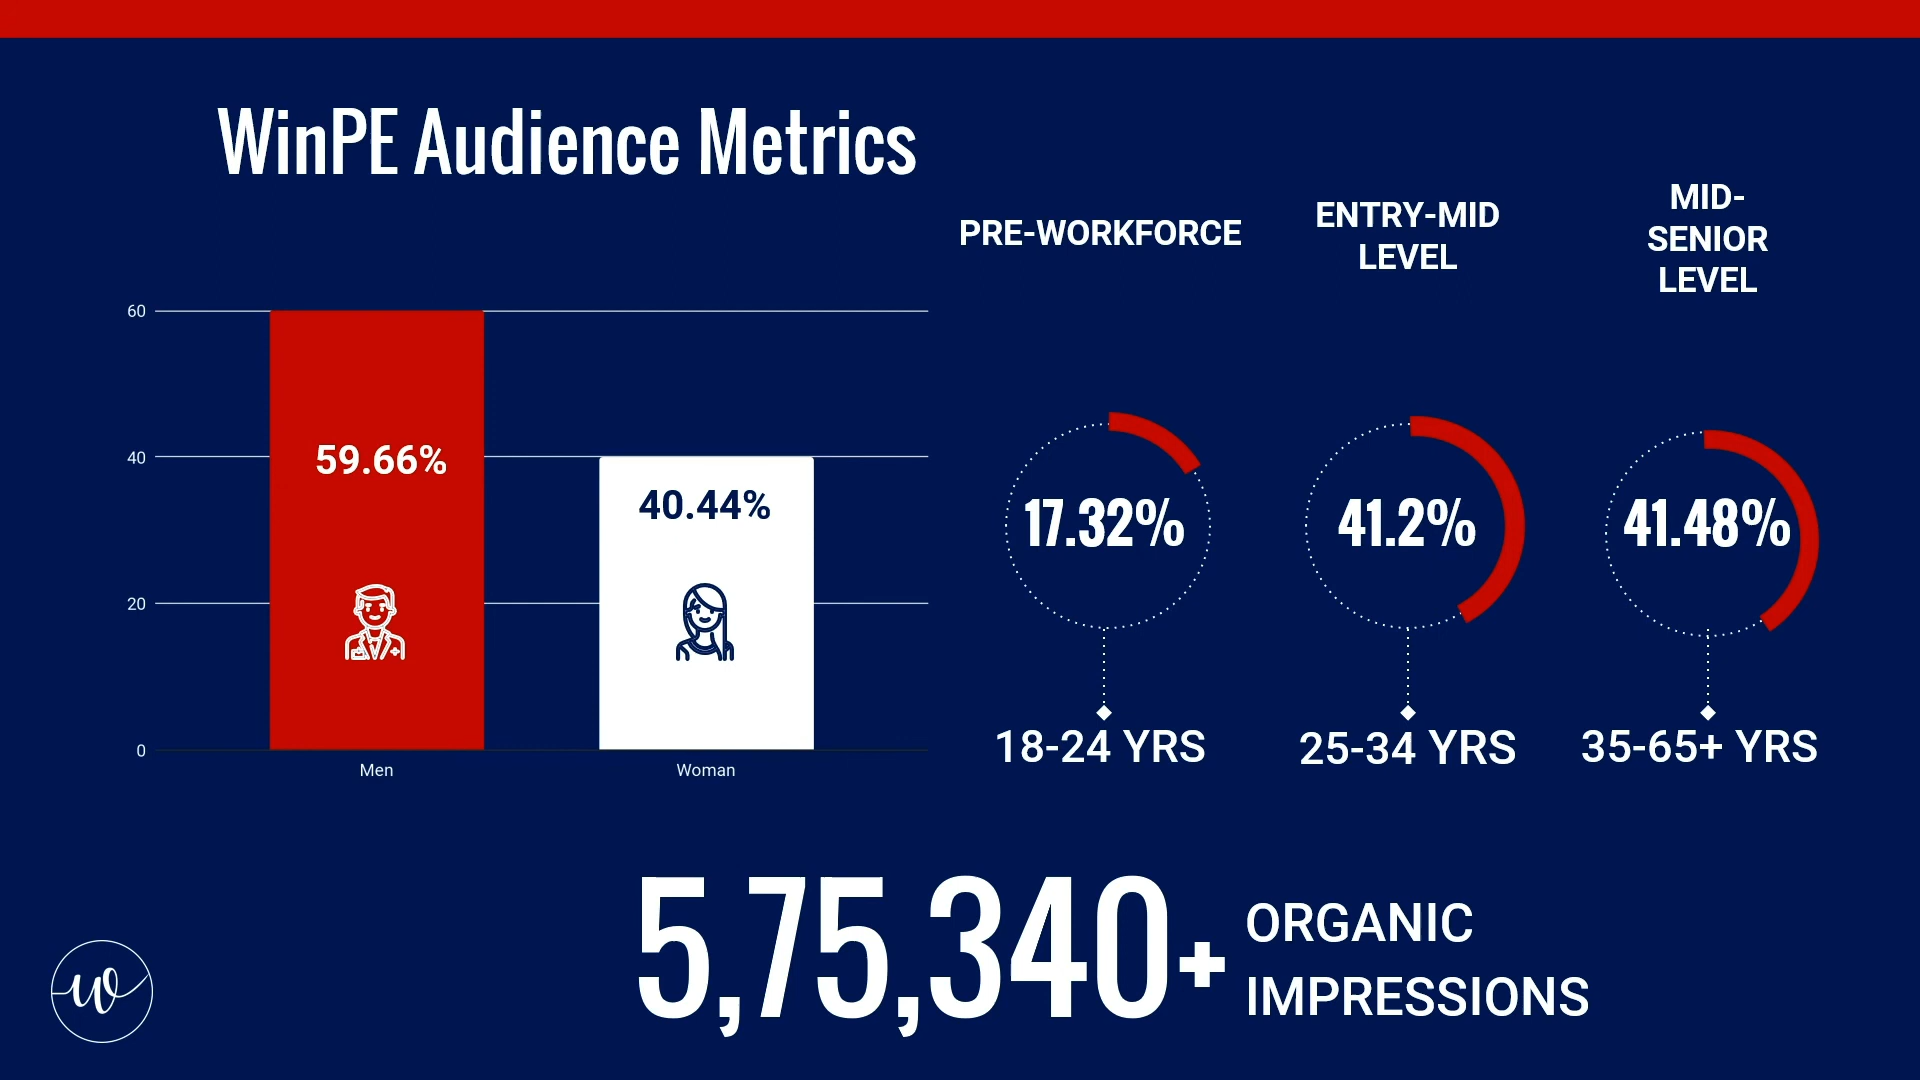 WinPE Audience Metrics
60
40
20
0
59.66%
40.44%
Men
Woman
PRE-WORKFORCE
17.32%
18-24 YRS
ENTRY-MID
LEVEL
41.2%
25-34 YRS
MID-
SENIOR
LEVEL
41.48%
35-65+ YRS
5,75,340+
ORGANIC
IMPRESSIONS
w